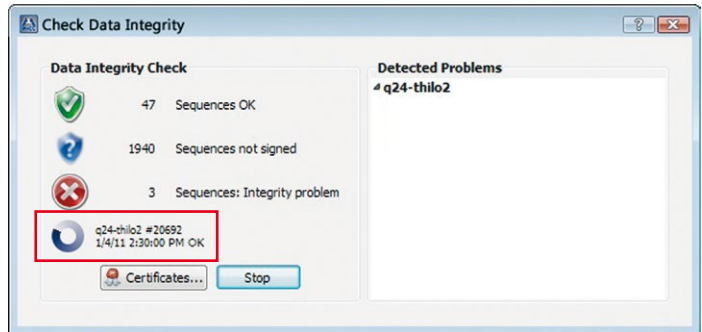 Check Data Integrity
Data Integrity Check
47 Sequences OK
1940 Sequences not signed
3 Sequences: Integrity problem
q24-thilo2 #20692
1/4/11 2:30:00 PM OK
Certificates...
Stop
Detected Problems
q24-thilo2